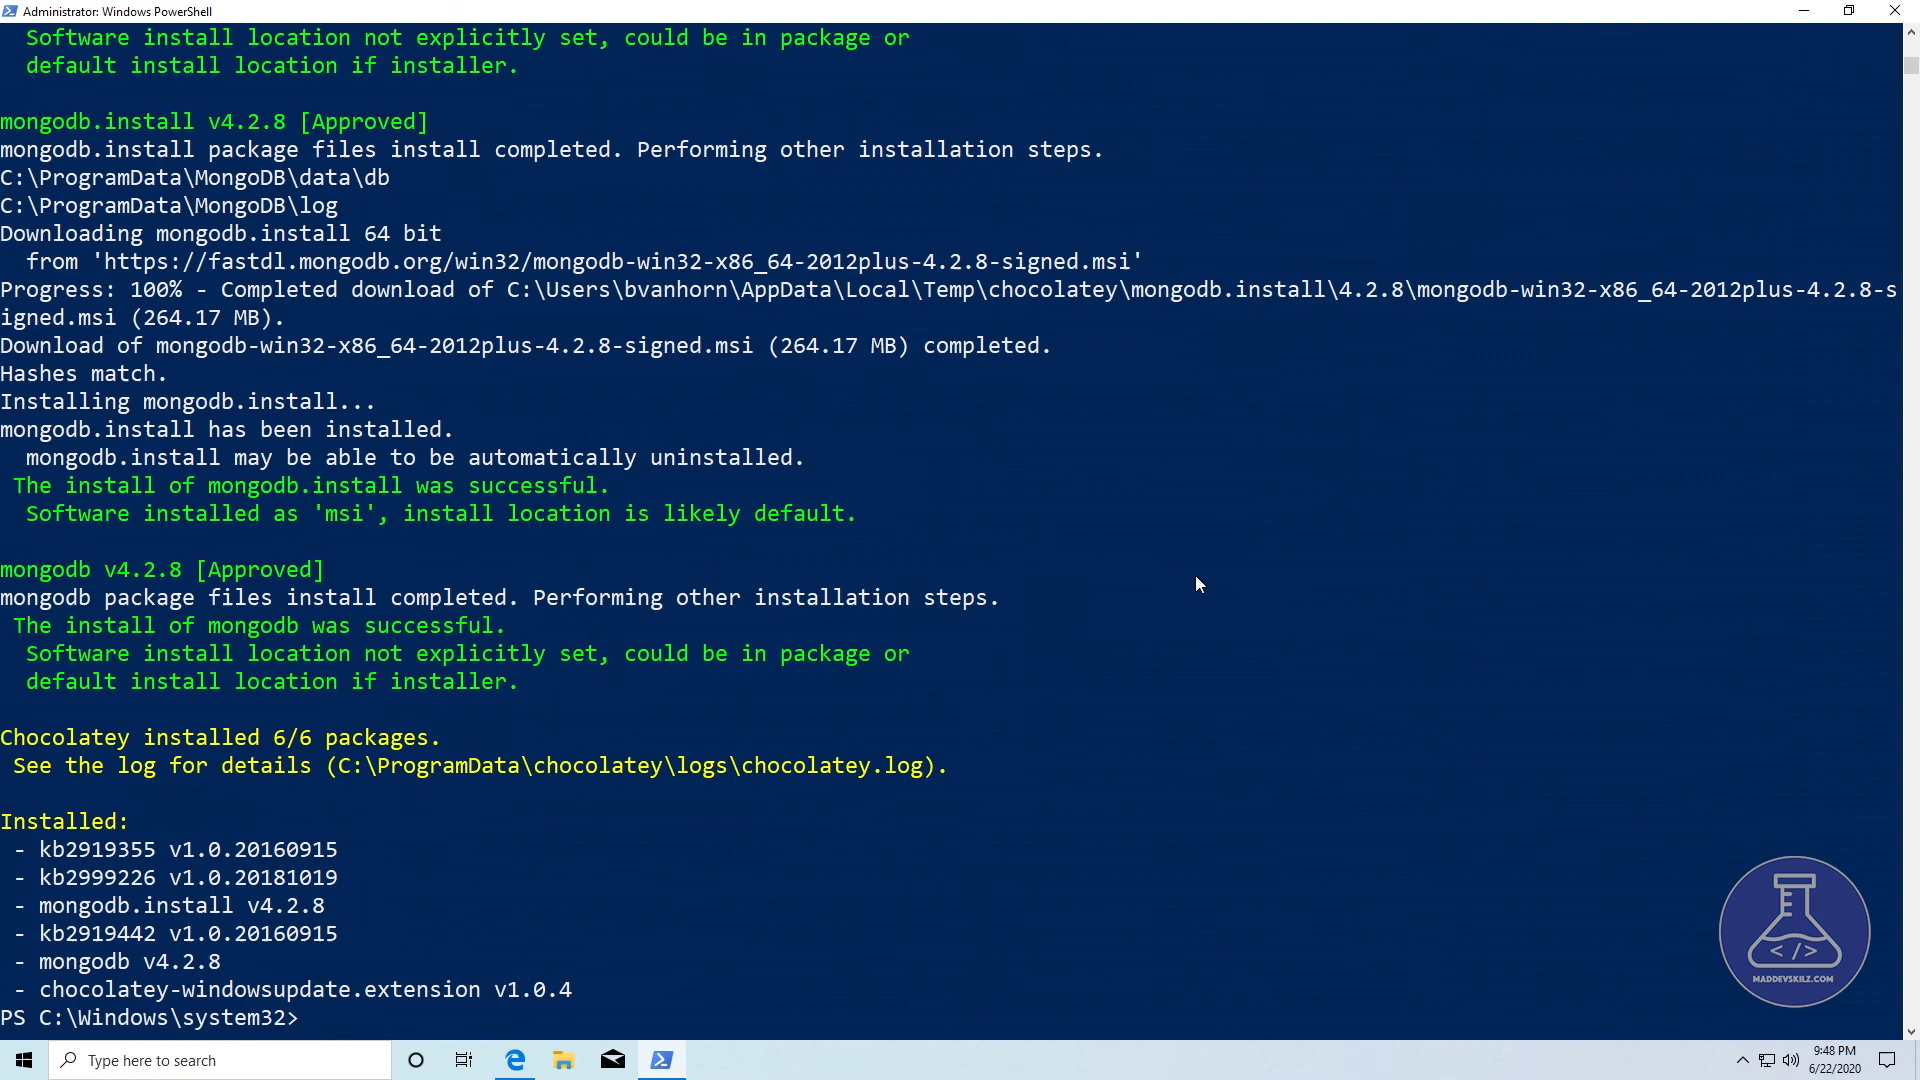 Administrator: Windows PowerShell
Software install location not explicitly set, could be in package or
default install location if installer.
mongodb.install v4.2.8 [Approved]
mongodb.install package files install completed. Performing other installation steps.
C:\ProgramData\MongoDB\data\db
C:\ProgramData\MongoDB\log
Downloading mongodb.install 64 bit
from 'https://fastdl.mongodb.org/win32/mongodb-win32-x86_64-2012plus-4.2.8-signed.msi'
Progress: 100% - Completed download of C:\Users\bvanhorn\AppData\Local\Temp\chocolatey\mongodb.install\4.2.8\mongodb-win32-x86_64-2012plus-4.2.8-s
igned.msi (264.17 MB).
Download of mongodb-win32-x86_64-2012plus-4.2.8-signed.msi (264.17 MB) completed.
Hashes match.
Installing mongodb.install...
mongodb.install has been installed.
mongodb.install may be able to be automatically uninstalled.
The install of mongodb.install was successful.
Software installed as 'msi', install location is likely default.
mongodb v4.2.8 [Approved]
mongodb package files install completed. Performing other installation steps.
The install of mongodb was successful.
Software install location not explicitly set, could be in package or
default install location if installer.
Chocolatey installed 6/6 packages.
See the log for details (C:\ProgramData\chocolatey\logs\chocolatey.log).
Installed:
- kb2919355 v1.0.20160915
- kb2999226 v1.0.20181019
- mongodb.install v4.2.8
- kb2919442 v1.0.20160915
- mongodb v4.2.8
- chocolatey-windowsupdate.extension v1.0.4
PS C:\Windows\system32>
</>
MADDEVSKILZ.COM
Type here to search
9:48 PM
6/22/2020